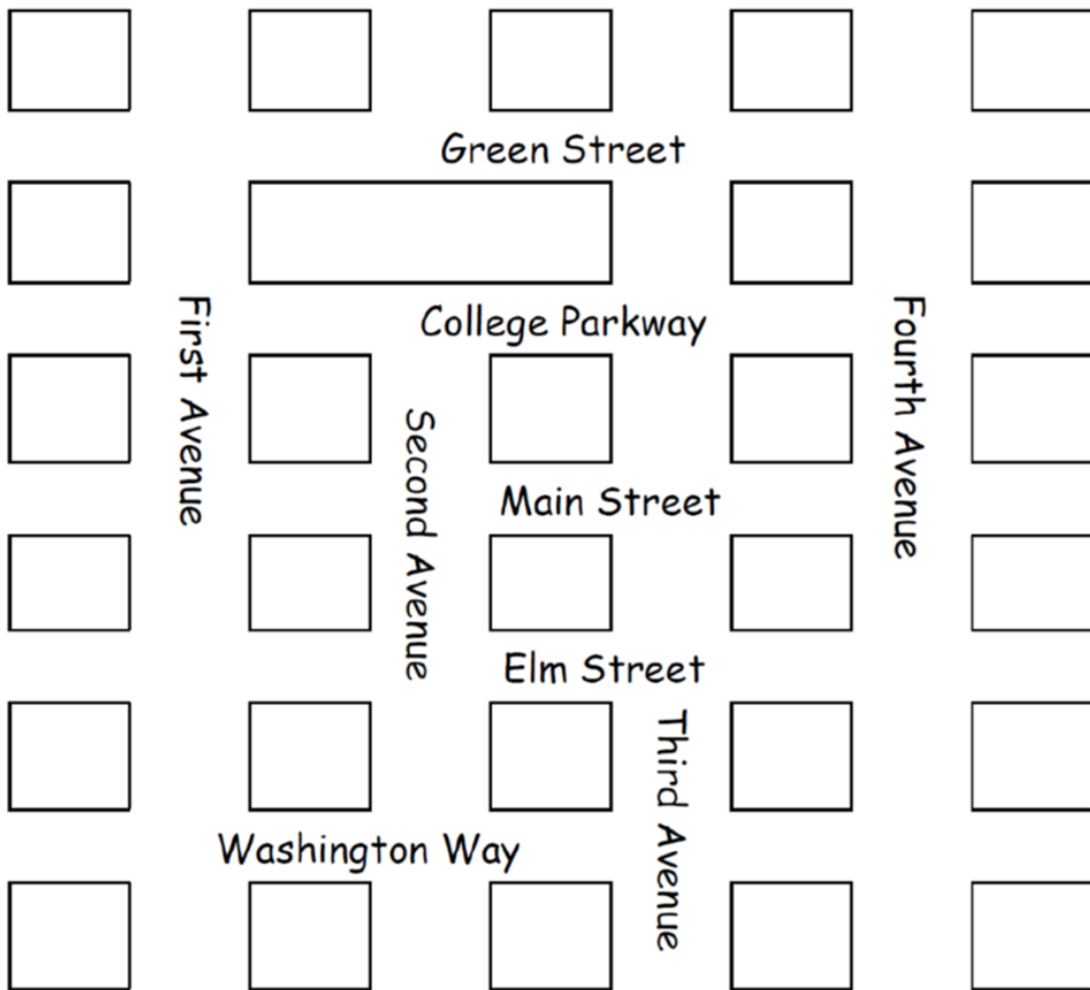 Green Street
College Parkway
First Avenue
Second Avenue
Fourth Avenue
Main Street
Elm Street
Third Avenue
Washington Way